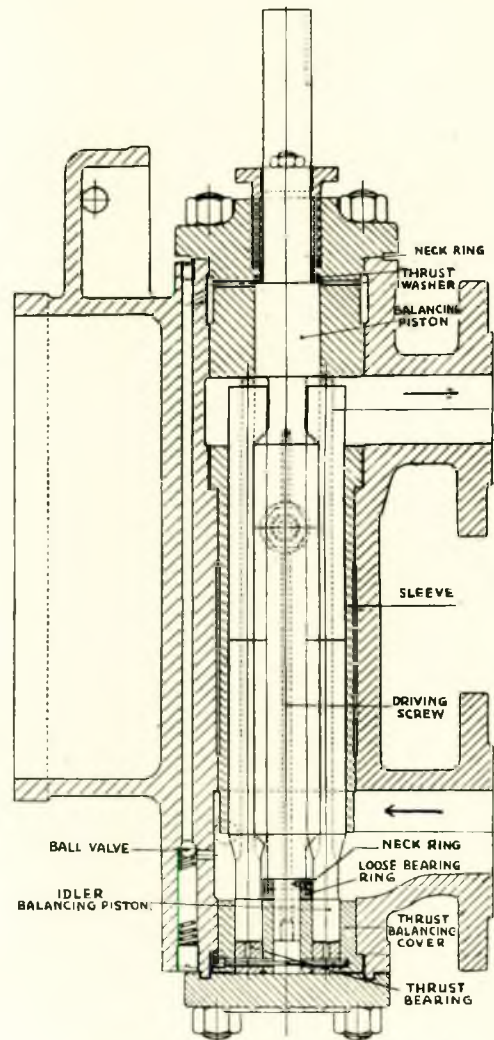 NECK RING
THRUST
WASHER
BALANCING
PISTON
SLEEVE
DRIVING
SCREW
BALL VALVE
NECK RING
LOOSE BEARING
RING
IDLER
BALANCING PISTON
THRUST
BALANCING
COVER
THRUST
BEARING